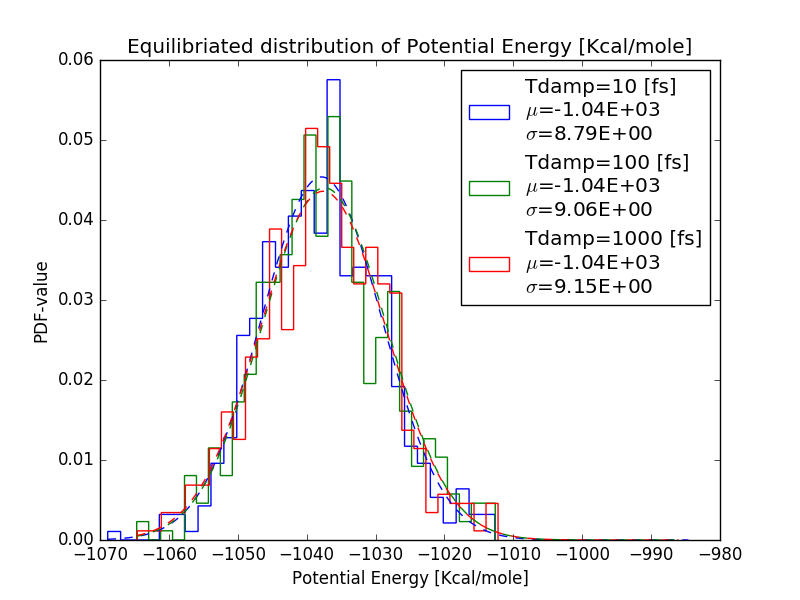 Equilibriated distribution of Potential Energy [Kcal/mole]
0.06
0.05
0.04
0.03
0.02
0.01
0.00
PDF-value
Tdamp=10 [fs]
μ=-1.04E+03
σ=8.79E+00
Tdamp=100 [fs]
μ=-1.04E+03
σ=9.06E+00
Tdamp=1000 [fs]
μ=-1.04E+03
σ=9.15E+00
−1070 −1060 −1050 −1040 −1030 −1020 −1010 −1000 −990 −980
Potential Energy [Kcal/mole]